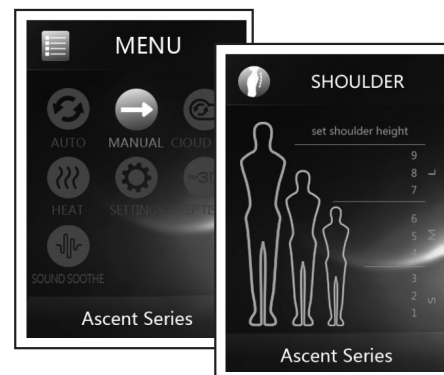 MENU
AUTO MANUAL CLOUD
HEAT SETTINGS
SOUND SOOTHE
Ascent Series
SHOULDER
set shoulder height
9
8 L
7
6
5 M
3
2 S
1
Ascent Series